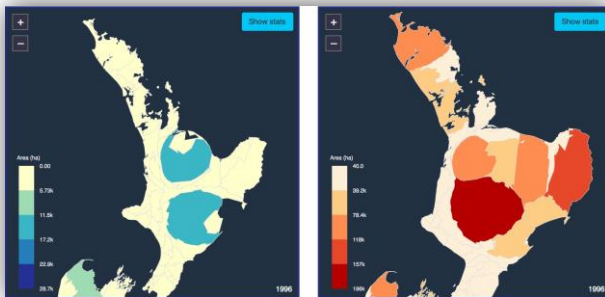 +
Show stats
−
Area (ha)
0.00
5.73k
11.5k
17.2k
22.9k
28.7k
1996
+
Show stats
−
Area (ha)
40.0
39.2k
78.4k
118k
157k
196k
1996